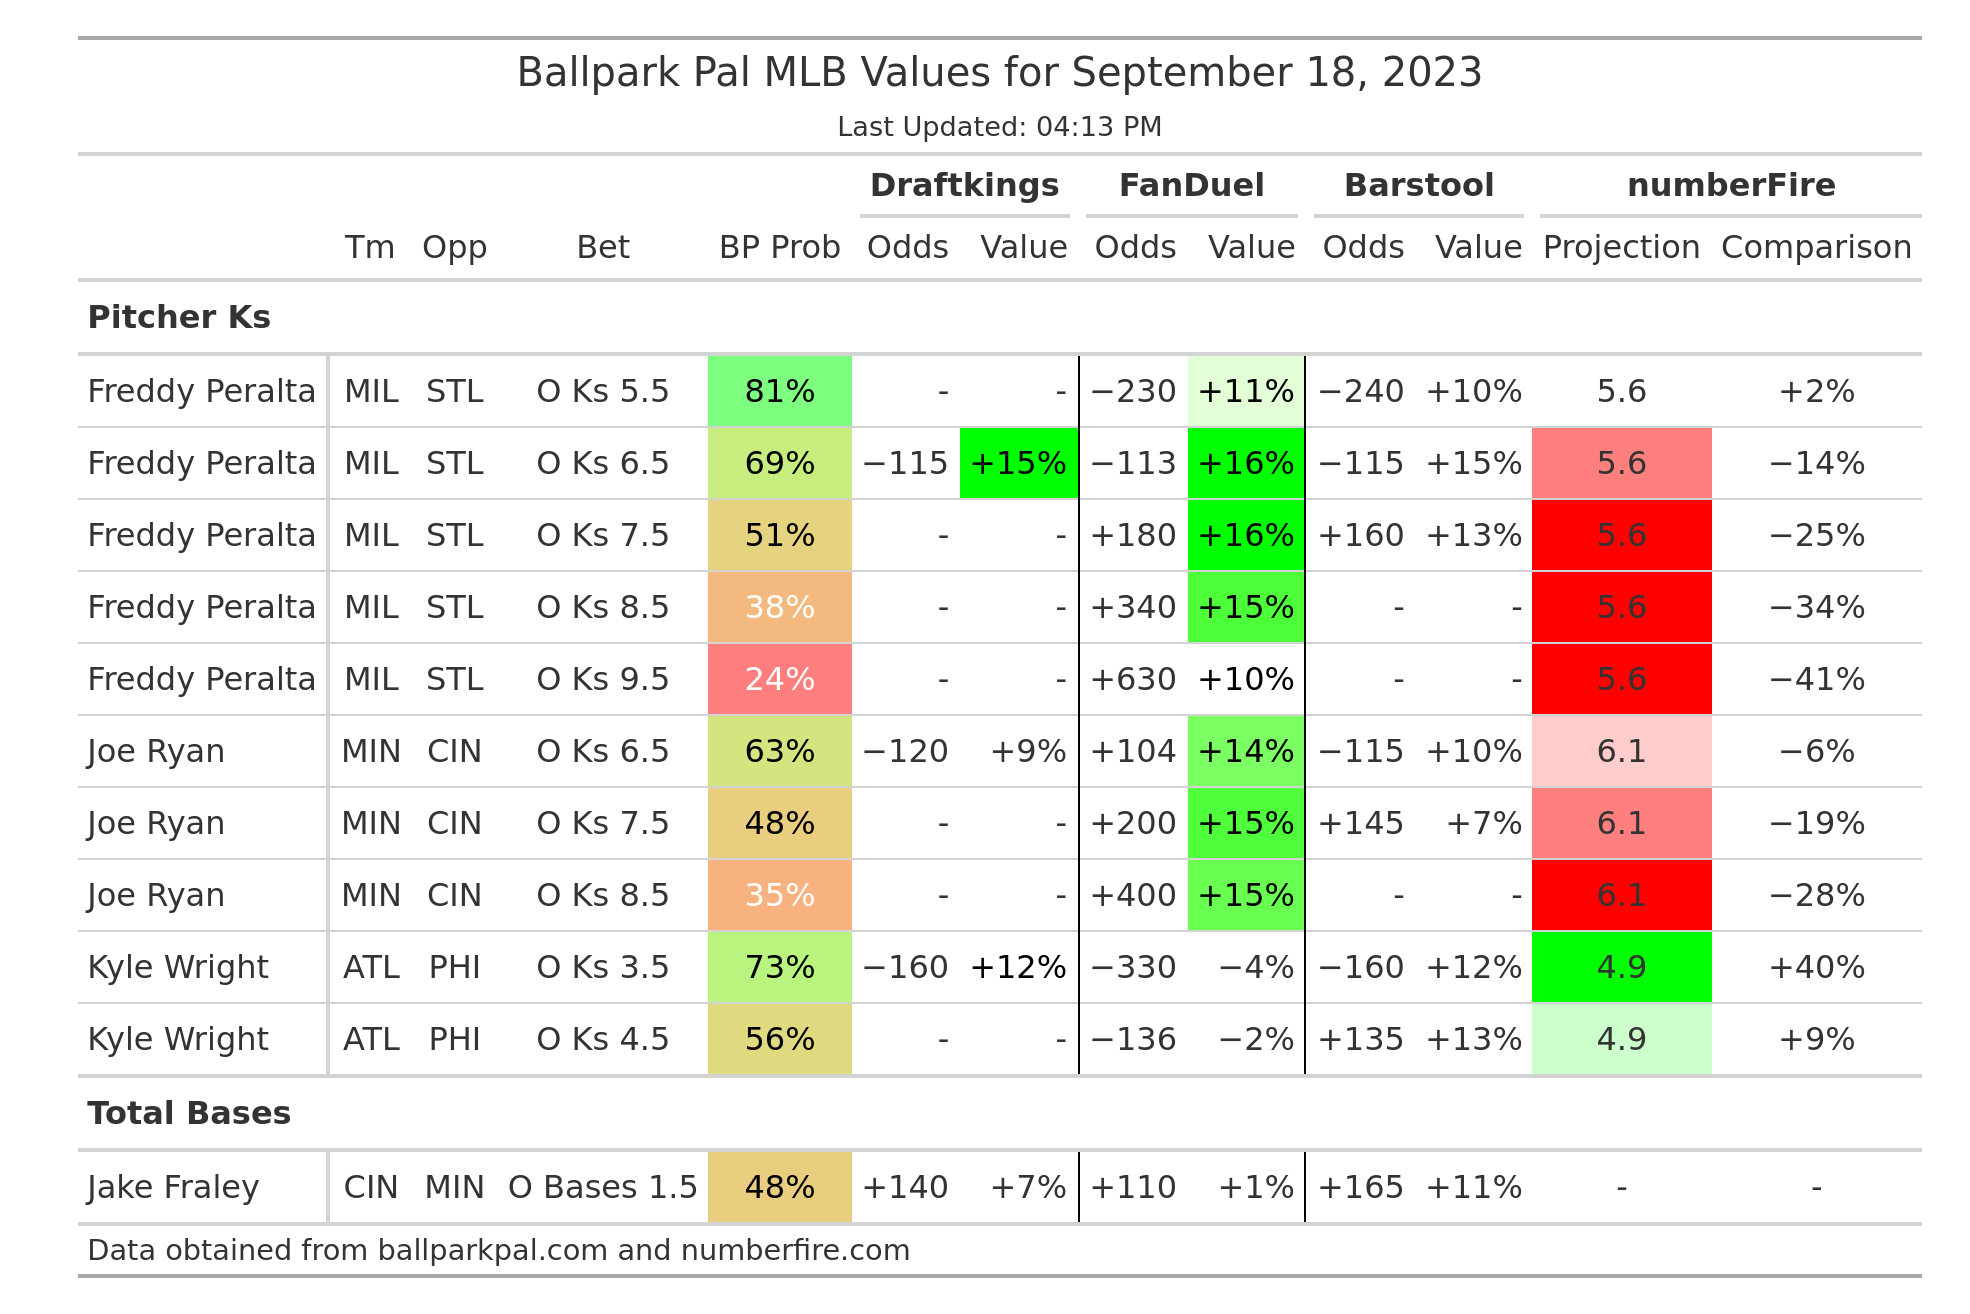 Ballpark Pal MLB Values for September 18, 2023
Last Updated: 04:13 PM
Draftkings FanDuel Barstool numberFire
Tm Opp Bet BP Prob Odds Value Odds Value Odds Value Projection Comparison
Pitcher Ks
Freddy Peralta MIL STL O Ks 5.5 81% - - −230 +11% −240 +10% 5.6 +2%
Freddy Peralta MIL STL O Ks 6.5 69% −115 +15% −113 +16% −115 +15% 5.6 −14%
Freddy Peralta MIL STL O Ks 7.5 51% - - +180 +16% +160 +13% 5.6 −25%
Freddy Peralta MIL STL O Ks 8.5 38% - - +340 +15% - - 5.6 −34%
Freddy Peralta MIL STL O Ks 9.5 24% - - +630 +10% - - 5.6 −41%
Joe Ryan MIN CIN O Ks 6.5 63% −120 +9% +104 +14% −115 +10% 6.1 −6%
Joe Ryan MIN CIN O Ks 7.5 48% - - +200 +15% +145 +7% 6.1 −19%
Joe Ryan MIN CIN O Ks 8.5 35% - - +400 +15% - - 6.1 −28%
Kyle Wright ATL PHI O Ks 3.5 73% −160 +12% −330 −4% −160 +12% 4.9 +40%
Kyle Wright ATL PHI O Ks 4.5 56% - - −136 −2% +135 +13% 4.9 +9%
Total Bases
Jake Fraley CIN MIN O Bases 1.5 48% +140 +7% +110 +1% +165 +11% - -
Data obtained from ballparkpal.com and numberfire.com